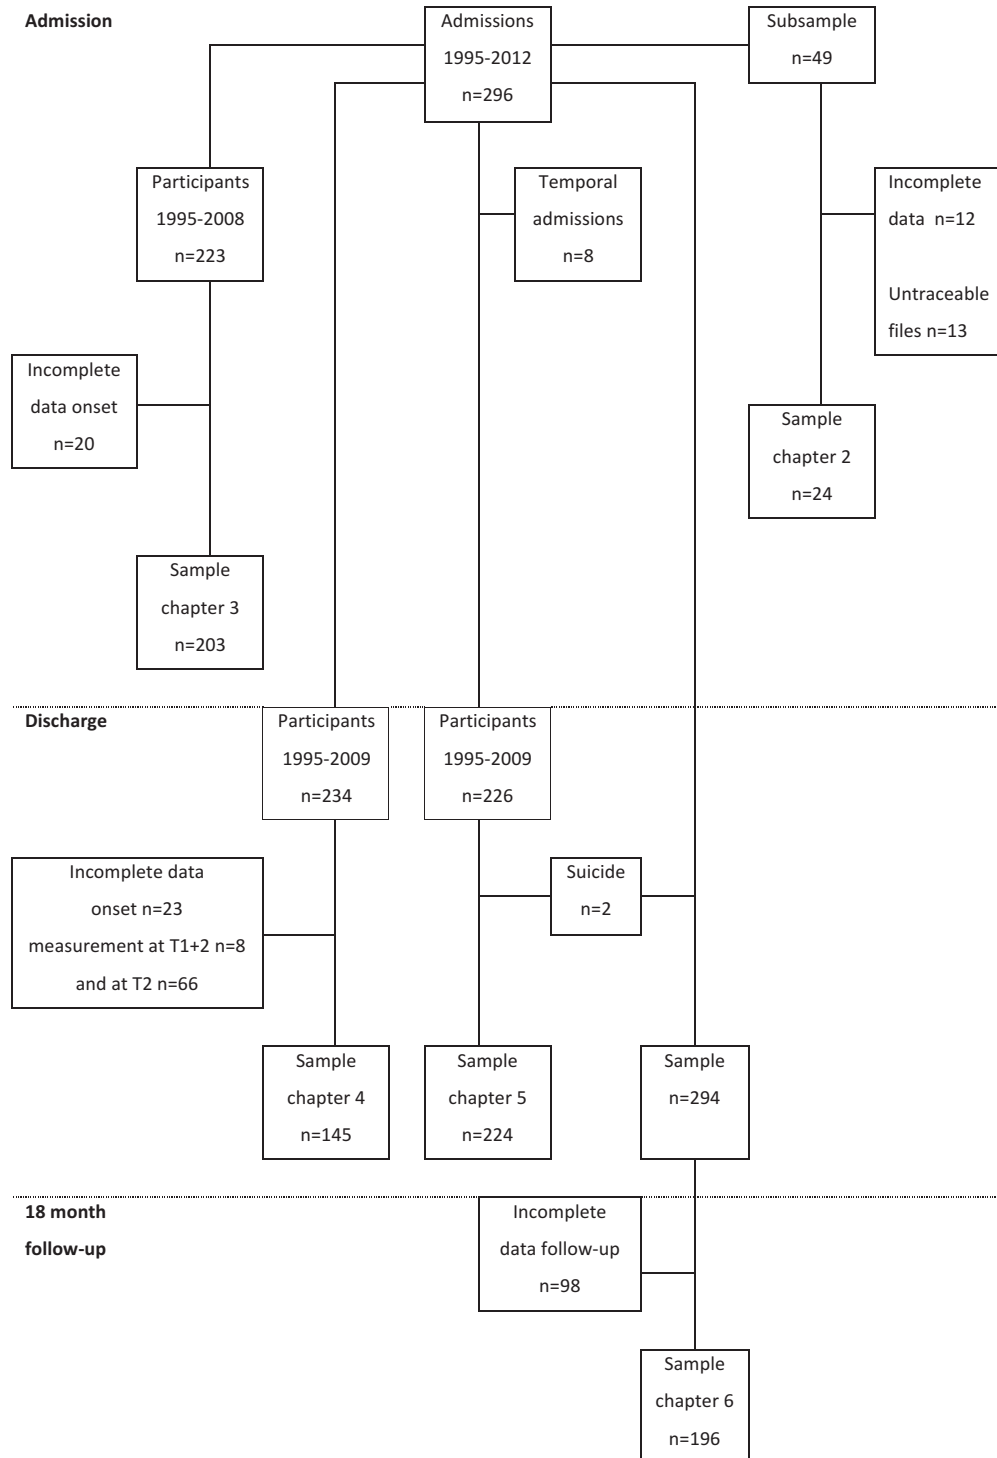 Admission
Admissions
1995-2012
n=296
Subsample
n=49
Participants
1995-2008
n=223
Temporal
admissions
n=8
Incomplete
data n=12
Untraceable
files n=13
Incomplete
data onset
n=20
Sample
chapter 2
n=24
Sample
chapter 3
n=203
Discharge
Participants
1995-2009
n=234
Participants
1995-2009
n=226
Incomplete data
onset n=23
measurement at T1+2 n=8
and at T2 n=66
Suicide
n=2
Sample
chapter 4
n=145
Sample
chapter 5
n=224
Sample
n=294
18 month
follow-up
Incomplete
data follow-up
n=98
Sample
chapter 6
n=196